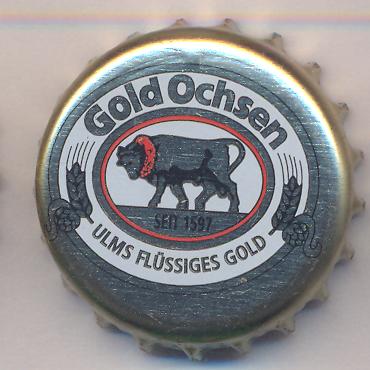 Gold Ochsen
SEIT 1597
ULMS FLÜSSIGES GOLD